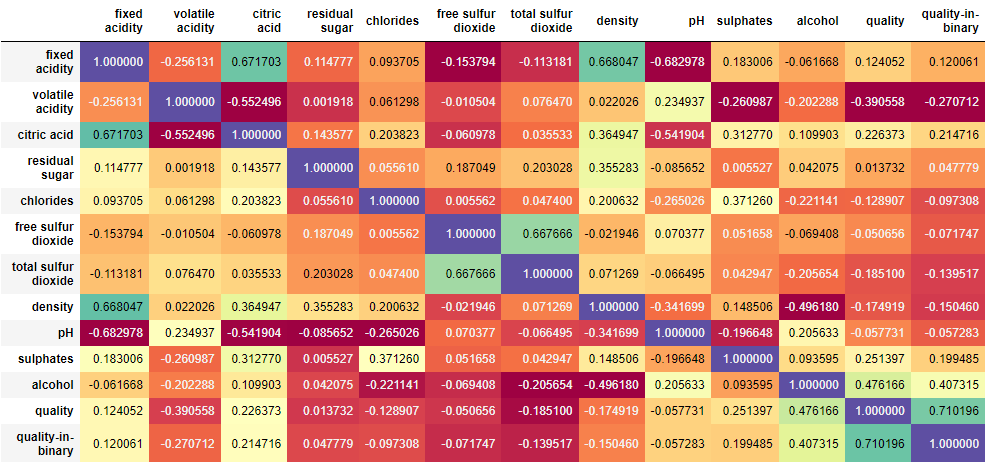 fixed acidity volatile acidity citric acid residual sugar chlorides free sulfur dioxide total sulfur dioxide density pH sulphates alcohol quality quality-in-binary
fixed acidity 1.000000 -0.256131 0.671703 0.114777 0.093705 -0.153794 -0.113181 0.668047 -0.682978 0.183006 -0.061668 0.124052 0.120061
volatile acidity -0.256131 1.000000 -0.552496 0.001918 0.061298 -0.010504 0.076470 0.022026 0.234937 -0.260987 -0.202288 -0.390558 -0.270712
citric acid 0.671703 -0.552496 1.000000 0.143577 0.203823 -0.060978 0.035533 0.364947 -0.541904 0.312770 0.109903 0.226373 0.214716
residual sugar 0.114777 0.001918 0.143577 1.000000 0.055610 0.187049 0.203028 0.355283 -0.085652 0.005527 0.042075 0.013732 0.047779
chlorides 0.093705 0.061298 0.203823 0.055610 1.000000 0.005562 0.047400 0.200632 -0.265026 0.371260 -0.221141 -0.128907 -0.097308
free sulfur dioxide -0.153794 -0.010504 -0.060978 0.187049 0.005562 1.000000 0.667666 -0.021946 0.070377 0.051658 -0.069408 -0.050656 -0.071747
total sulfur dioxide -0.113181 0.076470 0.035533 0.203028 0.047400 0.667666 1.000000 0.071269 -0.066495 0.042947 -0.205654 -0.185100 -0.139517
density 0.668047 0.022026 0.364947 0.355283 0.200632 -0.021946 0.071269 1.000000 -0.341699 0.148506 -0.496180 -0.174919 -0.150460
pH -0.682978 0.234937 -0.541904 -0.085652 -0.265026 0.070377 -0.066495 -0.341699 1.000000 -0.196648 0.205633 -0.057731 -0.057283
sulphates 0.183006 -0.260987 0.312770 0.005527 0.371260 0.051658 0.042947 0.148506 -0.196648 1.000000 0.093595 0.251397 0.199485
alcohol -0.061668 -0.202288 0.109903 0.042075 -0.221141 -0.069408 -0.205654 -0.496180 0.205633 0.093595 1.000000 0.476166 0.407315
quality 0.124052 -0.390558 0.226373 0.013732 -0.128907 -0.050656 -0.185100 -0.174919 -0.057731 0.251397 0.476166 1.000000 0.710196
quality-in-binary 0.120061 -0.270712 0.214716 0.047779 -0.097308 -0.071747 -0.139517 -0.150460 -0.057283 0.199485 0.407315 0.710196 1.000000